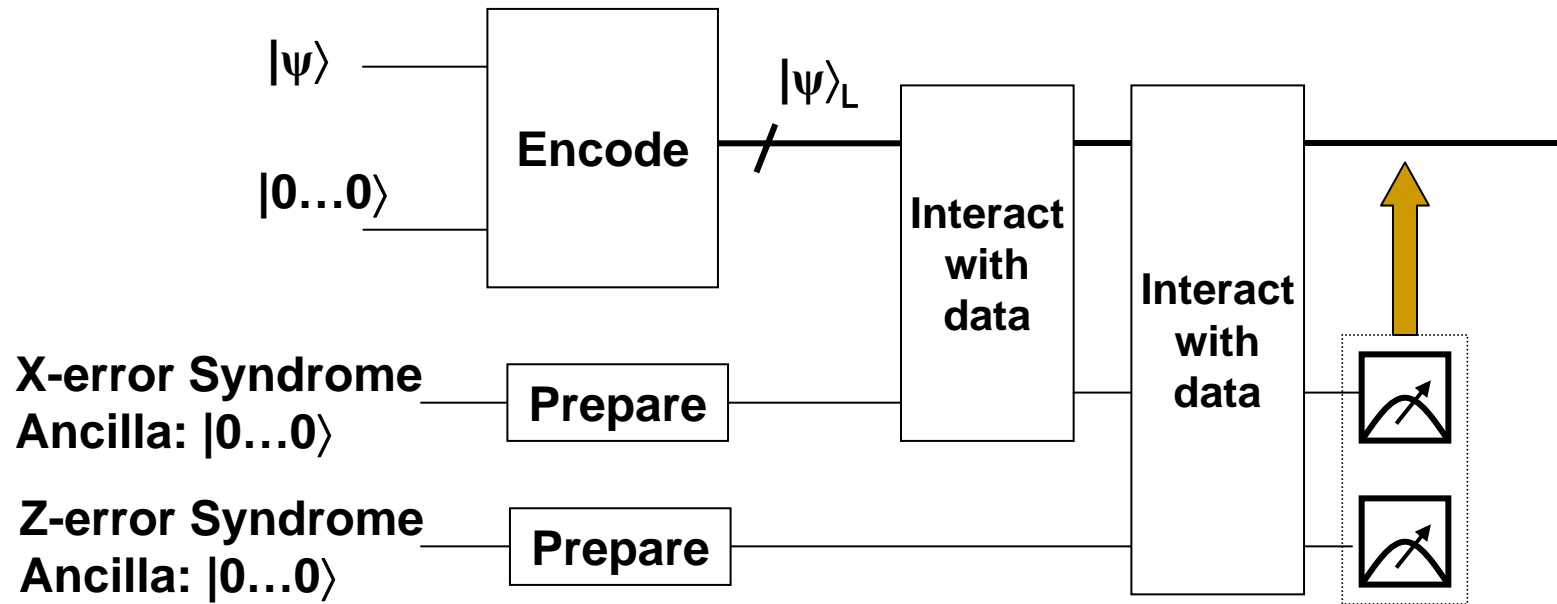 |ψ⟩
|0…0⟩
Encode
|ψ⟩L
Interact
with
data
Interact
with
data
X-error Syndrome
Ancilla: |0…0⟩
Prepare
Z-error Syndrome
Ancilla: |0…0⟩
Prepare